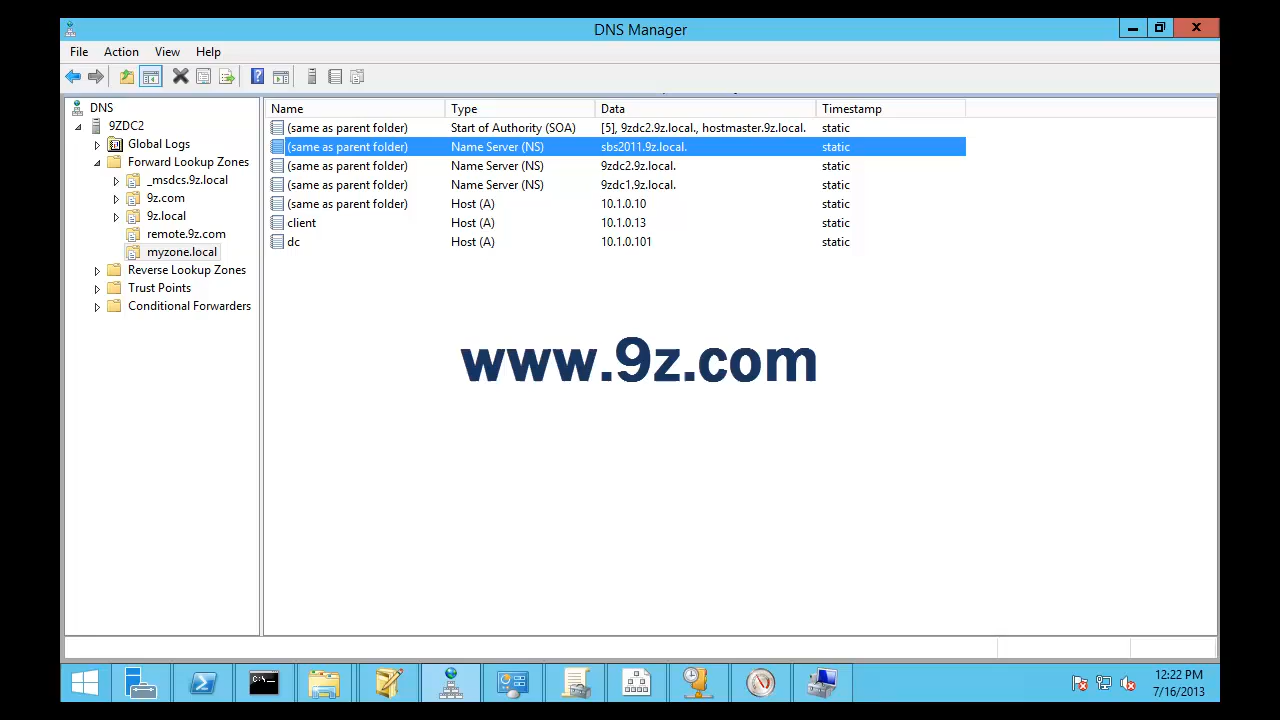 DNS Manager
File Action View Help
DNS
9ZDC2
Global Logs
Forward Lookup Zones
_msdcs.9z.local
9z.com
9z.local
remote.9z.com
myzone.local
Reverse Lookup Zones
Trust Points
Conditional Forwarders
Name Type Data Timestamp
(same as parent folder) Start of Authority (SOA) [5], 9zdc2.9z.local., hostmaster.9z.local. static
(same as parent folder) Name Server (NS) sbs2011.9z.local. static
(same as parent folder) Name Server (NS) 9zdc2.9z.local. static
(same as parent folder) Name Server (NS) 9zdc1.9z.local. static
(same as parent folder) Host (A) 10.1.0.10 static
client Host (A) 10.1.0.13 static
dc Host (A) 10.1.0.101 static
www.9z.com
12:22 PM
7/16/2013